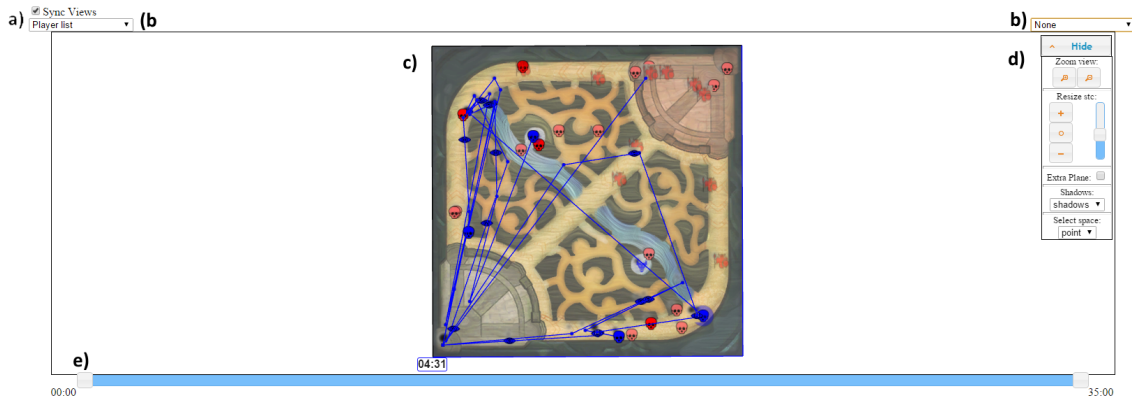 Sync Views
a) Player list (b
b) None
Hide
c)
d)
Zoom view:
Resize stc:
Extra Plane:
Shadows:
shadows
Select space:
point
04:31
e)
00:00 35:00